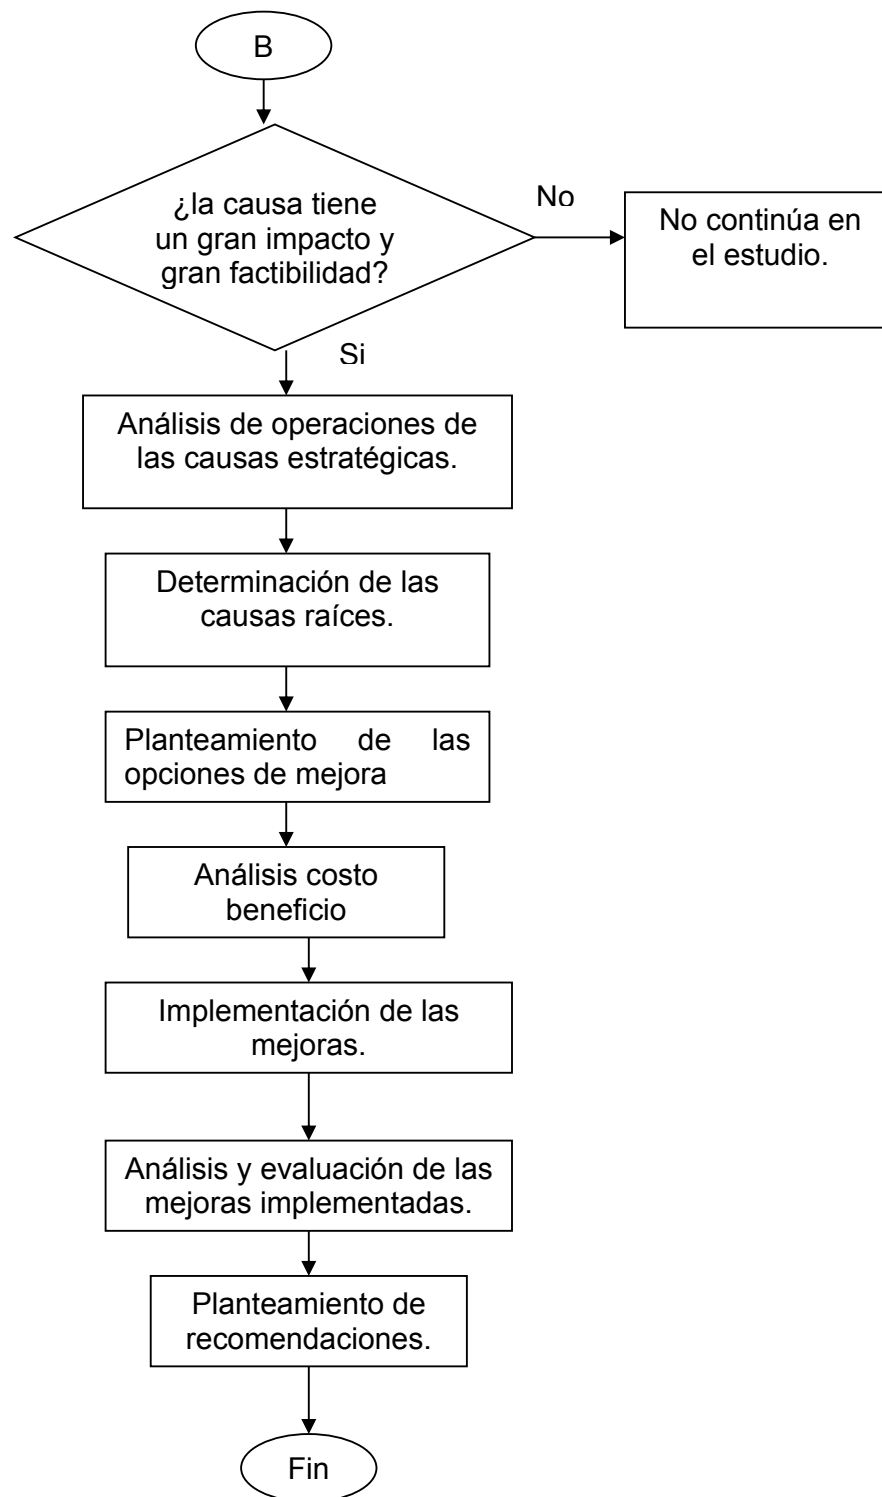 B
¿la causa tiene
un gran impacto y
gran factibilidad?
No
No continúa en
el estudio.
Si
Análisis de operaciones de
las causas estratégicas.
Determinación de las
causas raíces.
Planteamiento de las
opciones de mejora
Análisis costo
beneficio
Implementación de las
mejoras.
Análisis y evaluación de las
mejoras implementadas.
Planteamiento de
recomendaciones.
Fin